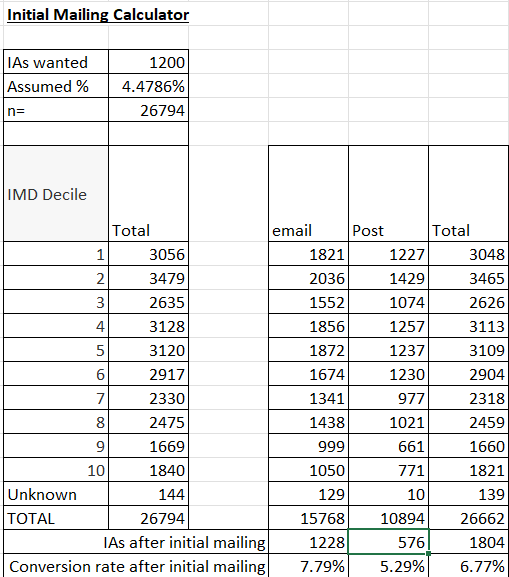 Initial Mailing Calculator
IAs wanted 1200
Assumed % 4.4786%
n= 26794
IMD Decile Total email Post Total
1 3056 1821 1227 3048
2 3479 2036 1429 3465
3 2635 1552 1074 2626
4 3128 1856 1257 3113
5 3120 1872 1237 3109
6 2917 1674 1230 2904
7 2330 1341 977 2318
8 2475 1438 1021 2459
9 1669 999 661 1660
10 1840 1050 771 1821
Unknown 144 129 10 139
TOTAL 26794 15768 10894 26662
IAs after initial mailing 1228 576 1804
Conversion rate after initial mailing 7.79% 5.29% 6.77%